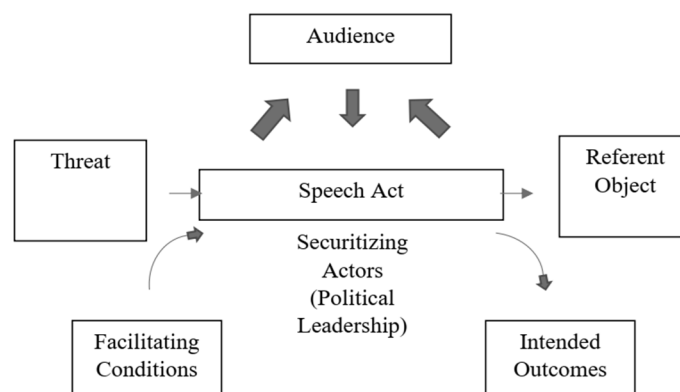 Audience
Threat
Speech Act
Referent
Object
Securitizing
Actors
(Political
Leadership)
Facilitating
Conditions
Intended
Outcomes